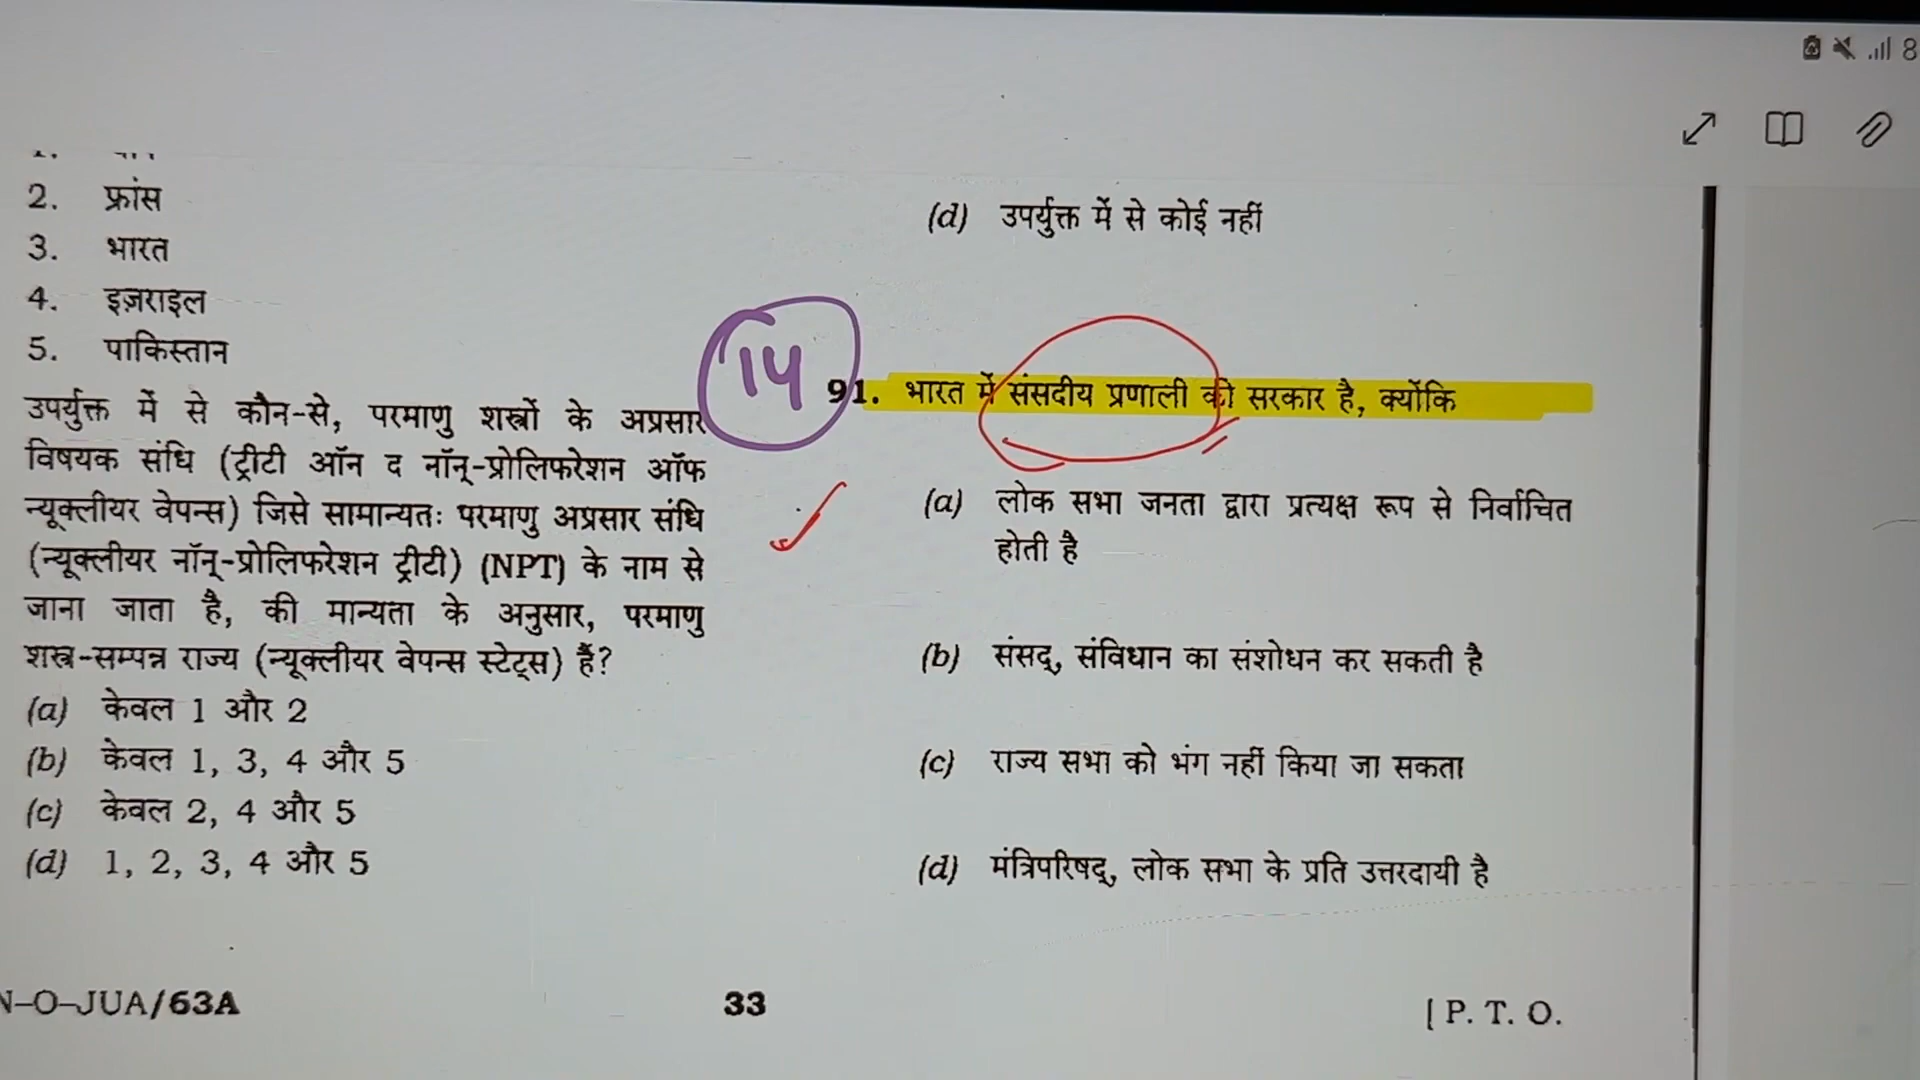 8
2. फ्रांस
3. भारत
4. इज़राइल
5. पाकिस्तान
उपर्युक्त में से कौन-से, परमाणु शस्त्रों के अप्रसार
विषयक संधि (ट्रीटी ऑन द नॉन्-प्रोलिफरेशन ऑफ
न्यूक्लीयर वेपन्स) जिसे सामान्यतः परमाणु अप्रसार संधि
(न्यूक्लीयर नॉन्-प्रोलिफरेशन ट्रीटी) (NPT) के नाम से
जाना जाता है, की मान्यता के अनुसार, परमाणु
शस्त्र-सम्पन्न राज्य (न्यूक्लीयर वेपन्स स्टेट्स) हैं?
(a) केवल 1 और 2
(b) केवल 1, 3, 4 और 5
(c) केवल 2, 4 और 5
(d) 1, 2, 3, 4 और 5
(d) उपर्युक्त में से कोई नहीं
14
91. भारत में संसदीय प्रणाली की सरकार है, क्योंकि
(a) लोक सभा जनता द्वारा प्रत्यक्ष रूप से निर्वाचित
होती है
(b) संसद्, संविधान का संशोधन कर सकती है
(c) राज्य सभा को भंग नहीं किया जा सकता
(d) मंत्रिपरिषद्, लोक सभा के प्रति उत्तरदायी है
N-O-JUA/63A
33
[ P. T. O.